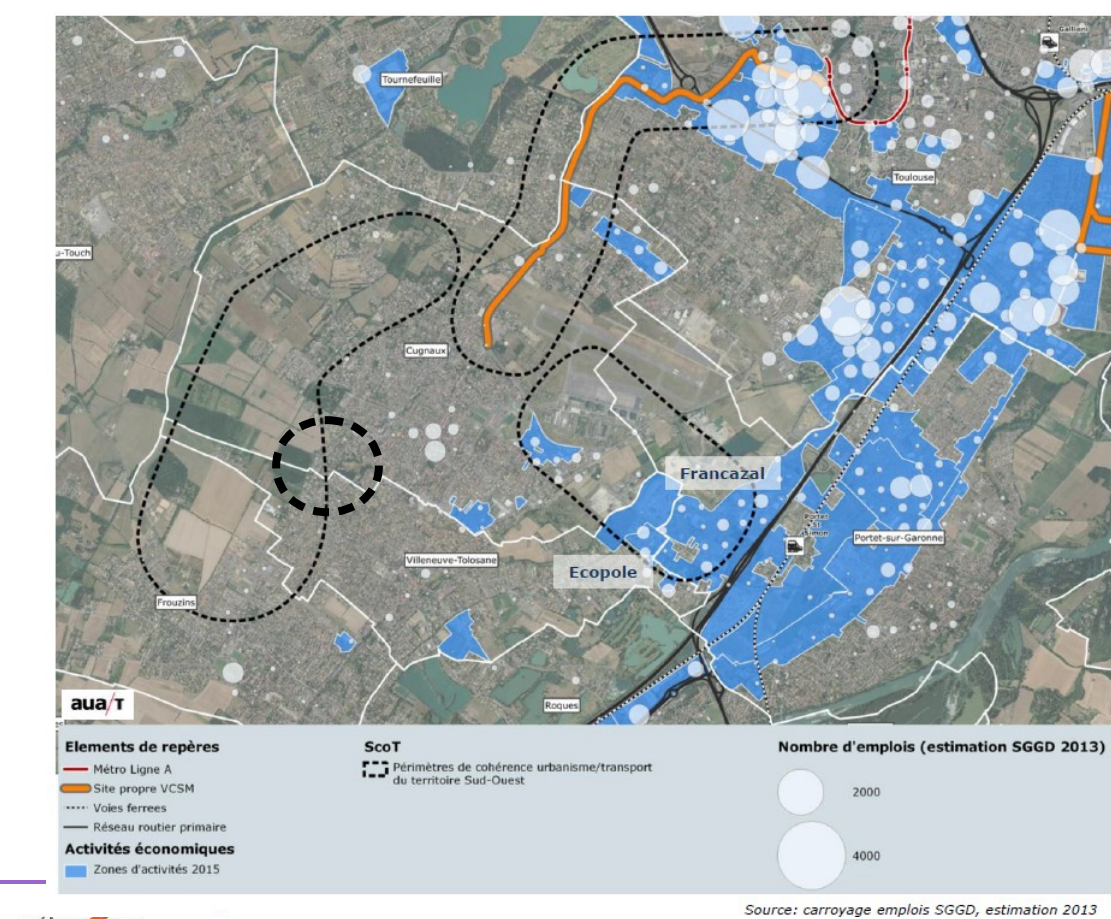 Gallieni
Tournefeuille
Toulouse
u-Touch
Cugnaux
Francazal
Portet
St
Simon
Portet-sur-Garonne
Villeneuve-Tolosane
Ecopole
Frouzins
Roques
aua/T
Elements de repères
Métro Ligne A
Site propre VCSM
Voies ferrees
Réseau routier primaire
Activités économiques
Zones d'activités 2015
ScoT
Périmètres de cohérence urbanisme/transport
du territoire Sud-Ouest
Nombre d'emplois (estimation SGGD 2013)
2000
4000
Source: carroyage emplois SGGD, estimation 2013